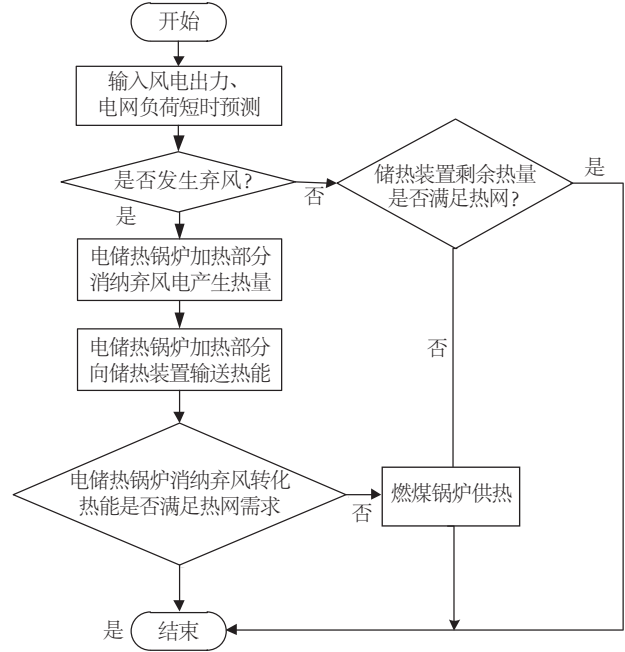 开始
输入风电出力、
电网负荷短时预测
是否发生弃风?
否
是
储热装置剩余热量
是否满足热网?
是
否
电储热锅炉加热部分
消纳弃风电产生热量
电储热锅炉加热部分
向储热装置输送热能
电储热锅炉消纳弃风转化
热能是否满足热网需求
否
燃煤锅炉供热
是
结束